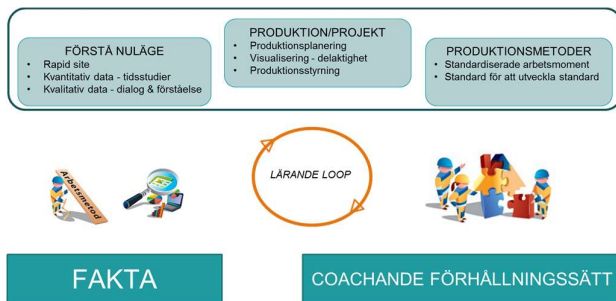 FÖRSTÅ NULÄGE
• Rapid site
• Kvantitativ data - tidsstudier
• Kvalitativ data - dialog & förståelse
PRODUKTION/PROJEKT
• Produktionsplanering
• Visualisering - delaktighet
• Produktionsstyrning
PRODUKTIONSMETODER
• Standardiserade arbetsmoment
• Standard för att utveckla standard
Arbetsmetod
LÄRANDE LOOP
FAKTA
COACHANDE FÖRHÅLLNINGSSÄTT